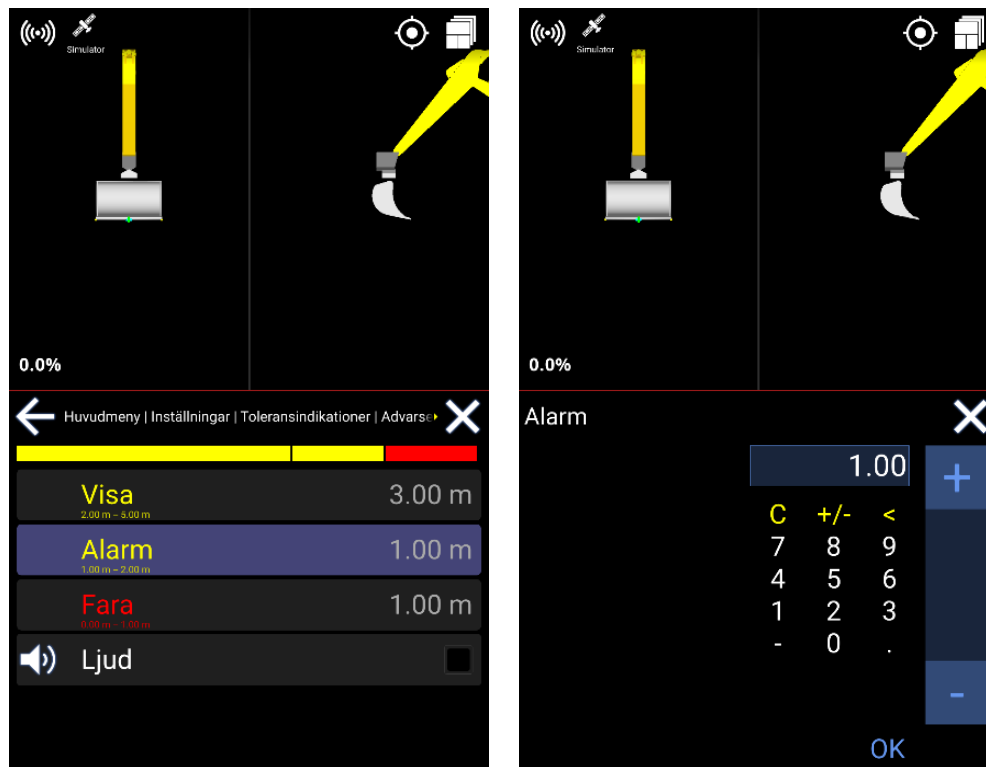 Simulator
0.0%
Huvudmeny | Inställningar | Toleransindikationer | Advarse
Visa 3.00 m
2.00 m – 5.00 m
Alarm 1.00 m
1.00 m – 2.00 m
Fara 1.00 m
0.00 m – 1.00 m
Ljud
Simulator
0.0%
Alarm
1.00
+
C +/- <
7 8 9
4 5 6
1 2 3
- 0 .
-
OK